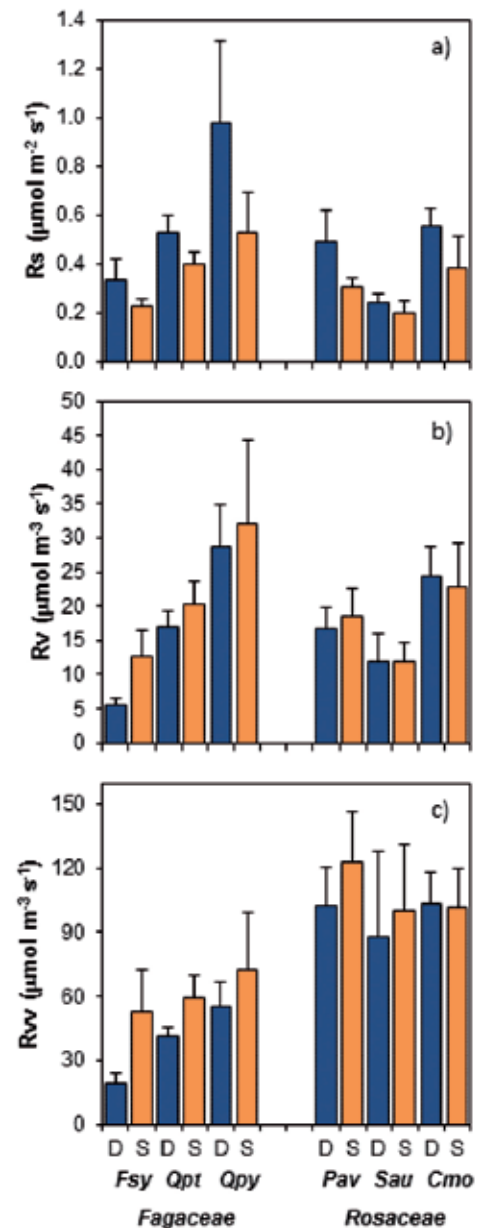 1.4
a)
1.2
1.0
0.8
0.6
0.4
0.2
0.0
Rs (µmol m-2 s-1)
50
b)
45
40
35
30
25
20
15
10
5
0
Rv (µmol m-3 s-1)
150
c)
120
90
60
30
0
Rvv (µmol m-3 s-1)
D S D S D S D S D S D S
Fsy Qpt Qpy Pav Sau Cmo
Fagaceae Rosaceae